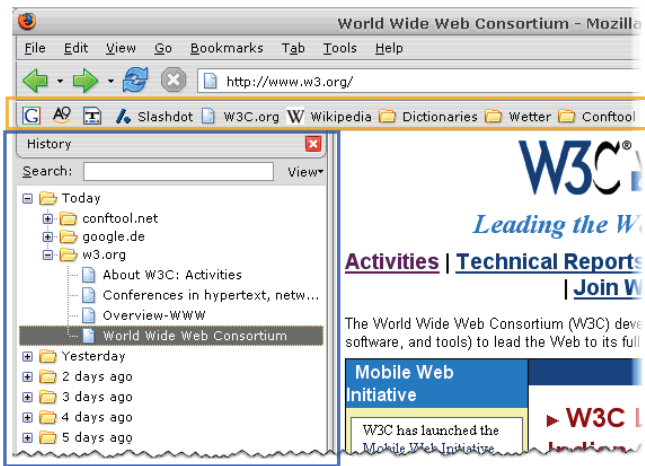 World Wide Web Consortium - Mozilla
File Edit View Go Bookmarks Tab Tools Help
http://www.w3.org/
G A9 T Slashdot W3C.org W Wikipedia Dictionaries Wetter Conftool
History
Search: View
Today
conftool.net
google.de
w3.org
About W3C: Activities
Conferences in hypertext, netw...
Overview-WWW
World Wide Web Consortium
Yesterday
2 days ago
3 days ago
4 days ago
5 days ago
W3C®
Leading the W
Activities | Technical Reports
| Join W
The World Wide Web Consortium (W3C) deve
software, and tools) to lead the Web to its full
Mobile Web
Initiative
W3C has launched the
Mobile Web Initiative
W3C L